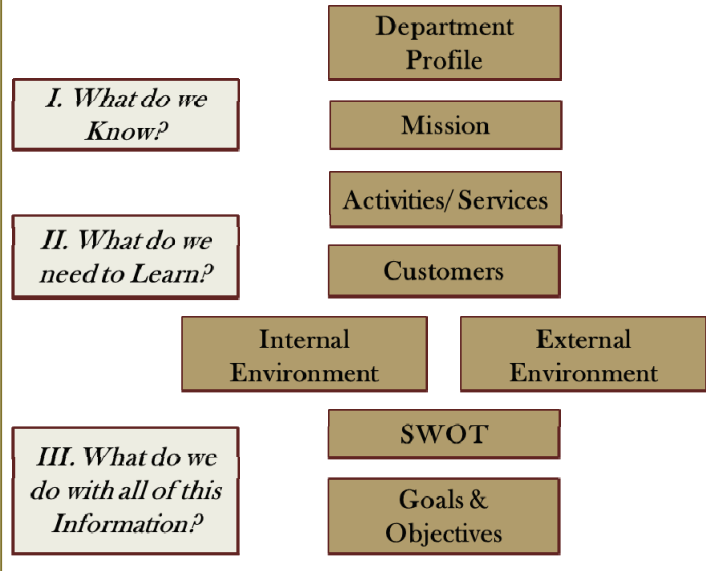 Department
Profile
I. What do we
Know?
Mission
Activities/ Services
II. What do we
need to Learn?
Customers
Internal
Environment
External
Environment
SWOT
III. What do we
do with all of this
Information?
Goals &
Objectives